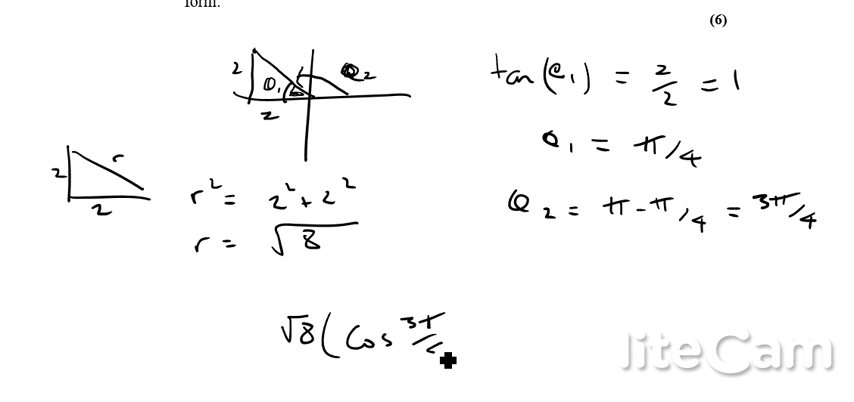 form.
(6)
2 θ₁ θ₂
2
tan(θ₁) = 2/2 = 1
θ₁ = π/4
2 r
2
r² = 2² + 2²
r = √8
θ₂ = π - π/4 = 3π/4
√8( Cos 3π/
liteCam